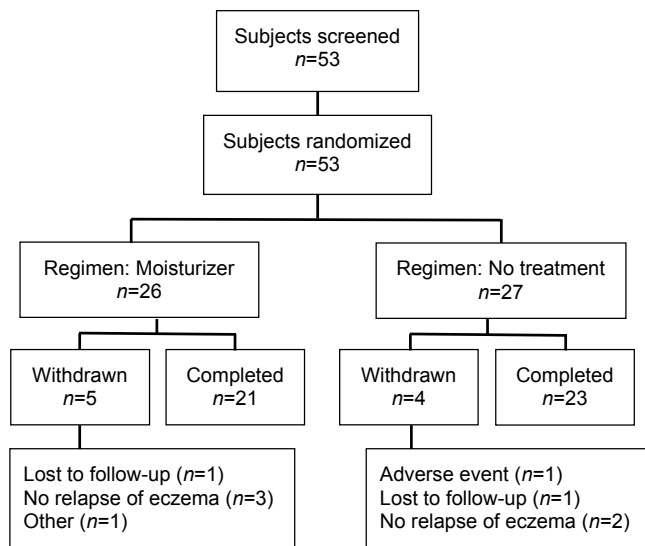 Subjects screened
n=53
Subjects randomized
n=53
Regimen: Moisturizer
n=26
Regimen: No treatment
n=27
Withdrawn
n=5
Completed
n=21
Withdrawn
n=4
Completed
n=23
Lost to follow-up (n=1)
No relapse of eczema (n=3)
Other (n=1)
Adverse event (n=1)
Lost to follow-up (n=1)
No relapse of eczema (n=2)